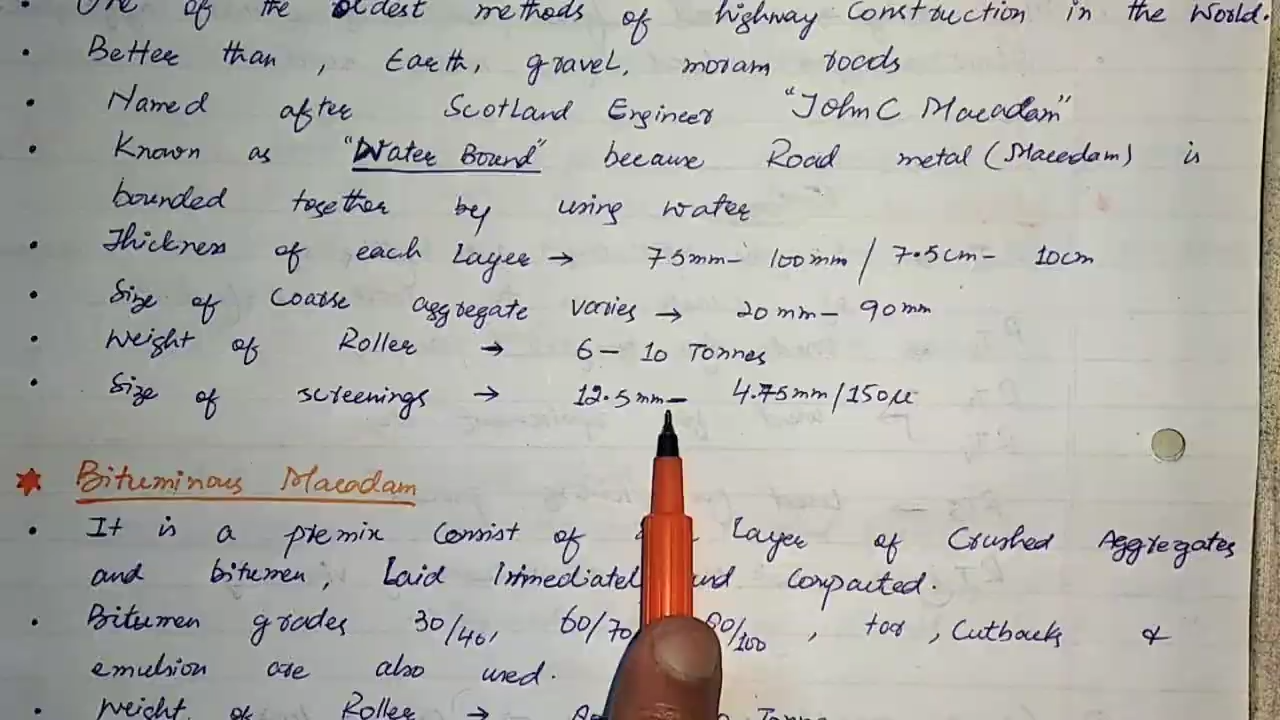 • One of the oldest methods of highway Construction in the World.
• Better than, Earth, gravel, moram roads
• Named after Scotland Engineer "John C Macadam"
• Known as "Water Bound" because Road metal (Macedam) is
bounded together by using water
• Thickness of each Layer → 75mm- 100mm / 7.5cm- 10cm
• Size of Coarse aggregate varies → 20mm- 90mm
• Weight of Roller → 6- 10 Tonnes
• Size of screenings → 12.5mm- 4.75mm/150μ
Bituminous Macadam
• It is a premix Consist of Layer of Crushed Aggregates
and bitumen, Laid Immediatel and Compacted.
• Bitumen grades 30/40, 60/70 /100, tar, Cutbacks &
emulsion are also used.
• Weight of Roller →